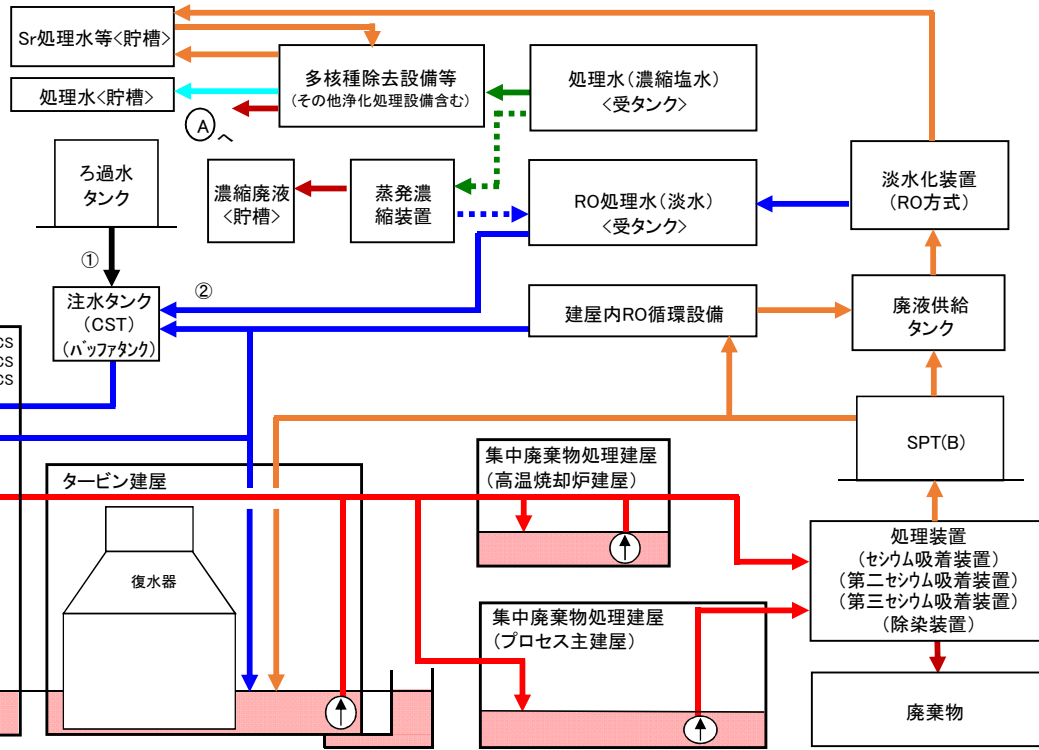 Sr処理水等<貯槽>
多核種除去設備等
(その他浄化処理設備含む)
処理水(濃縮塩水)
<受タンク>
処理水<貯槽>
A
へ
ろ過水
タンク
濃縮廃液
<貯槽>
蒸発濃
縮装置
RO処理水(淡水)
<受タンク>
淡水化装置
(RO方式)
①
②
注水タンク
(CST)
(バッファタンク)
建屋内RO循環設備
廃液供給
タンク
CS
CS
CS
SPT(B)
タービン建屋
復水器
集中廃棄物処理建屋
(高温焼却炉建屋)
処理装置
(セシウム吸着装置)
(第二セシウム吸着装置)
(第三セシウム吸着装置)
(除染装置)
集中廃棄物処理建屋
(プロセス主建屋)
廃棄物